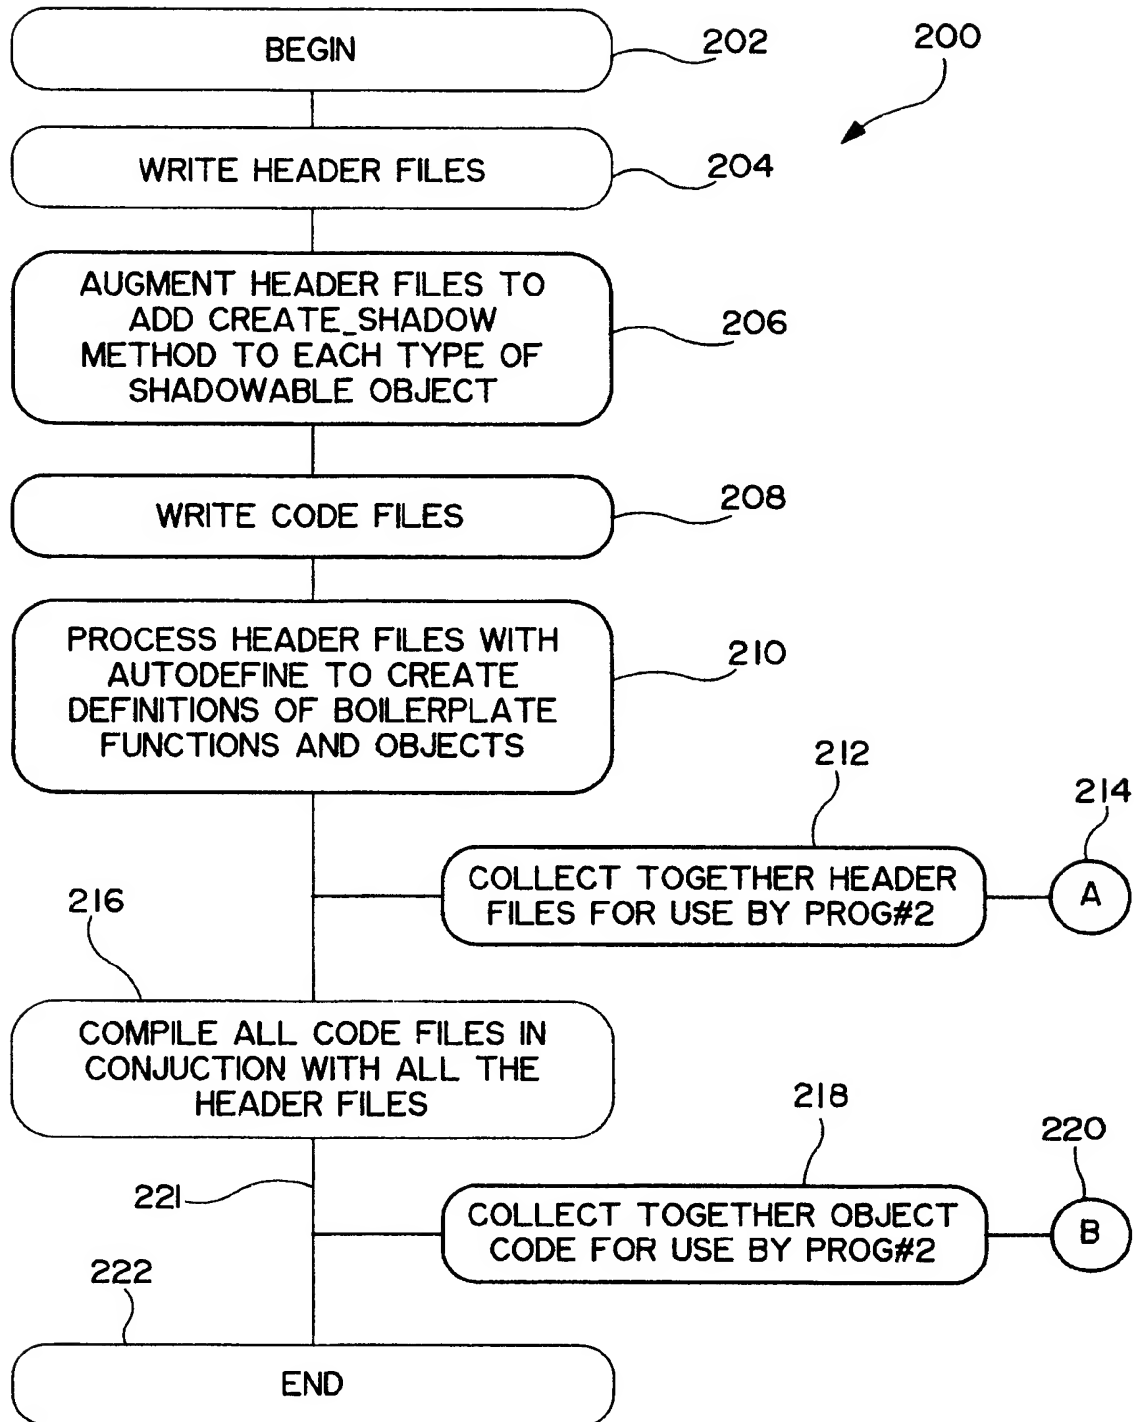 BEGIN
202
200
WRITE HEADER FILES
204
AUGMENT HEADER FILES TO
ADD CREATE_SHADOW
METHOD TO EACH TYPE OF
SHADOWABLE OBJECT
206
WRITE CODE FILES
208
PROCESS HEADER FILES WITH
AUTODEFINE TO CREATE
DEFINITIONS OF BOILERPLATE
FUNCTIONS AND OBJECTS
210
212
214
COLLECT TOGETHER HEADER
FILES FOR USE BY PROG#2
A
216
COMPILE ALL CODE FILES IN
CONJUCTION WITH ALL THE
HEADER FILES
218
220
221
COLLECT TOGETHER OBJECT
CODE FOR USE BY PROG#2
B
222
END